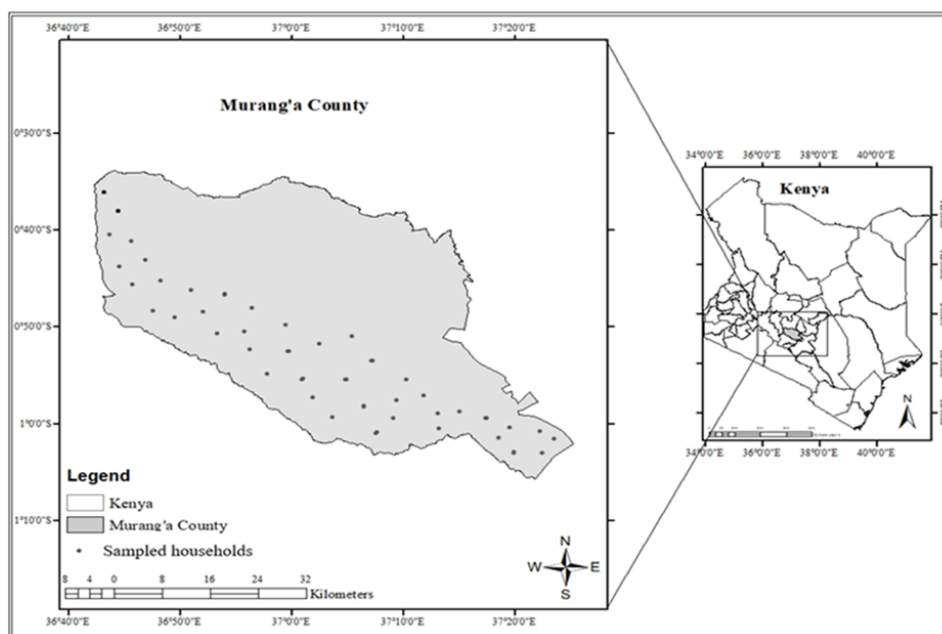 36°40'0"E 36°50'0"E 37°0'0"E 37°10'0"E 37°20'0"E
Murang'a County
0°30'0"S
0°40'0"S
0°50'0"S
1°0'0"S
1°10'0"S
Legend
Kenya
Murang'a County
Sampled households
8 4 0 8 16 24 32
Kilometers
N
W E
S
36°40'0"E 36°50'0"E 37°0'0"E 37°10'0"E 37°20'0"E
34°0'0"E 36°0'0"E 38°0'0"E 40°0'0"E
Kenya
N
34°0'0"E 36°0'0"E 38°0'0"E 40°0'0"E